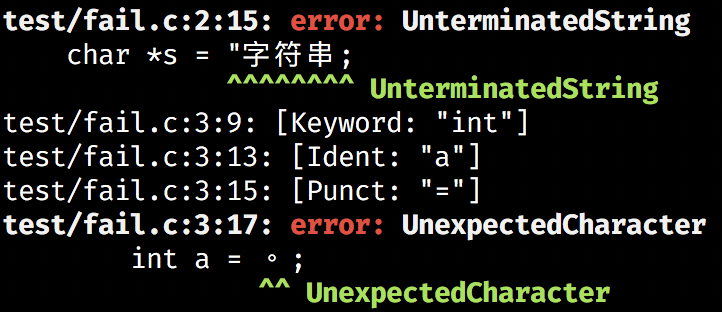 test/fail.c:2:15: error: UnterminatedString
    char *s = "字符串;
              ^^^^^^^^ UnterminatedString
test/fail.c:3:9: [Keyword: "int"]
test/fail.c:3:13: [Ident: "a"]
test/fail.c:3:15: [Punct: "="]
test/fail.c:3:17: error: UnexpectedCharacter
        int a = 。;
                ^^ UnexpectedCharacter